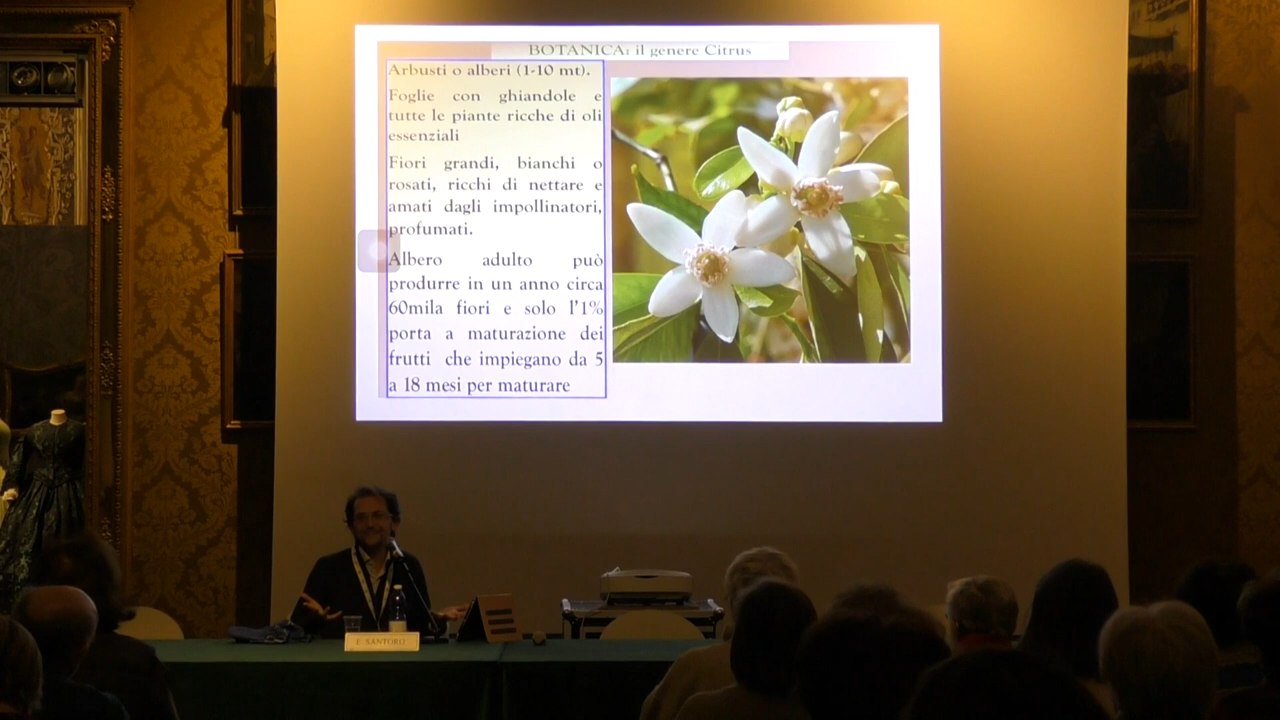 BOTANICA: il genere Citrus
Arbusti o alberi (1-10 mt).
Foglie con ghiandole e
tutte le piante ricche di oli
essenziali
Fiori grandi, bianchi o
rosati, ricchi di nettare e
amati dagli impollinatori,
profumati.
Albero adulto può
produrre in un anno circa
60mila fiori e solo l'1%
porta a maturazione dei
frutti che impiegano da 5
a 18 mesi per maturare
E. SANTORO